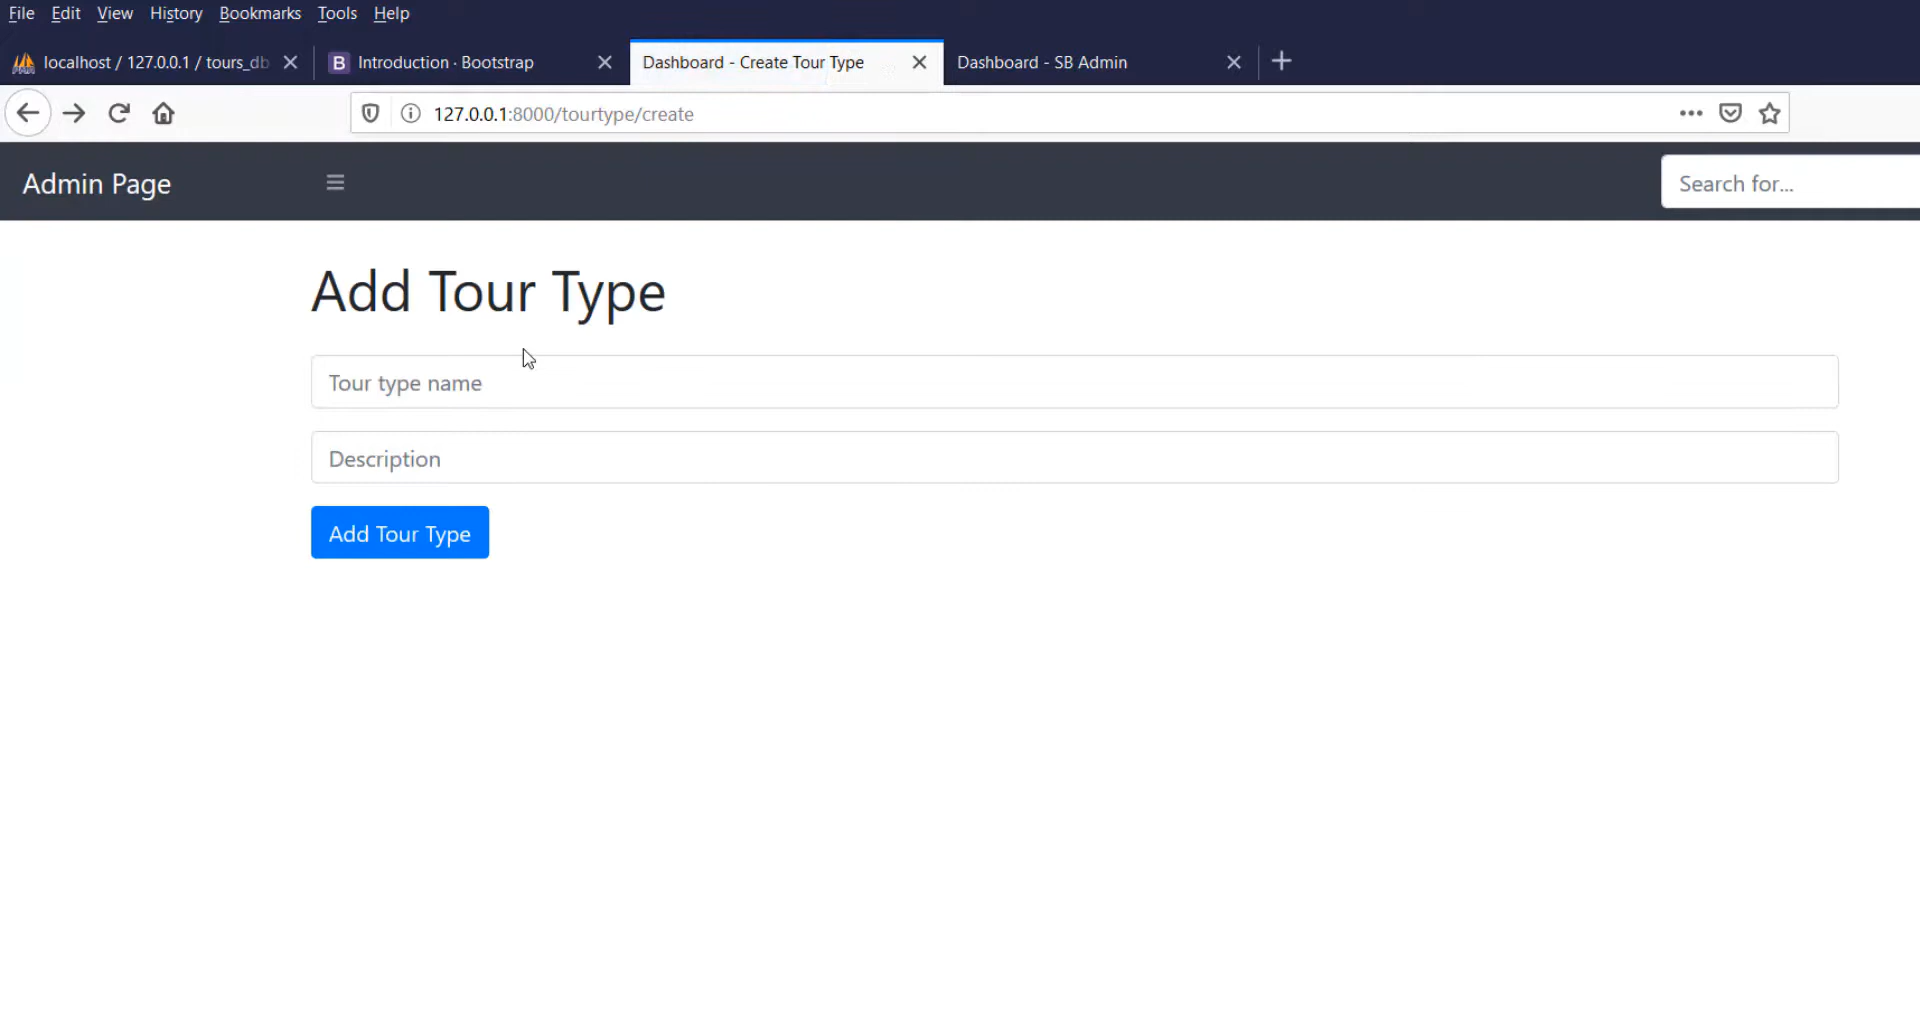 File Edit View History Bookmarks Tools Help
localhost / 127.0.0.1 / tours_db
B Introduction · Bootstrap
Dashboard - Create Tour Type
Dashboard - SB Admin
127.0.0.1:8000/tourtype/create
Admin Page
Search for...
Add Tour Type
Tour type name
Description
Add Tour Type